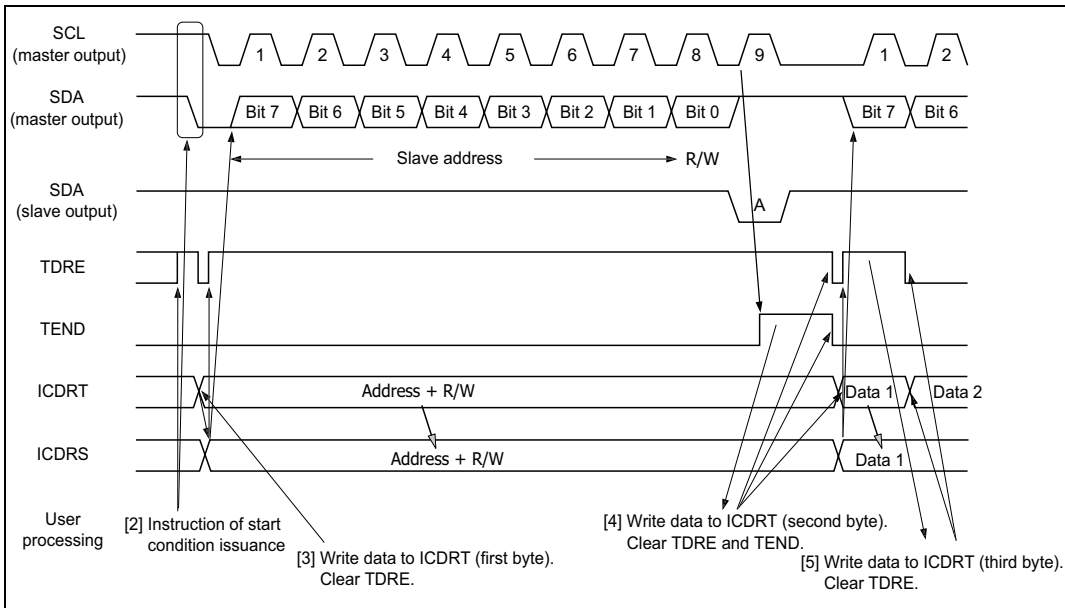 SCL
(master output)
1 2 3 4 5 6 7 8 9 1 2
SDA
(master output)
Bit 7 Bit 6 Bit 5 Bit 4 Bit 3 Bit 2 Bit 1 Bit 0 Bit 7 Bit 6
Slave address R/W
SDA
(slave output)
A
TDRE
TEND
ICDRT
Address + R/W Data 1 Data 2
ICDRS
Address + R/W Data 1
User
processing
[2] Instruction of start
condition issuance
[3] Write data to ICDRT (first byte).
Clear TDRE.
[4] Write data to ICDRT (second byte).
Clear TDRE and TEND.
[5] Write data to ICDRT (third byte).
Clear TDRE.